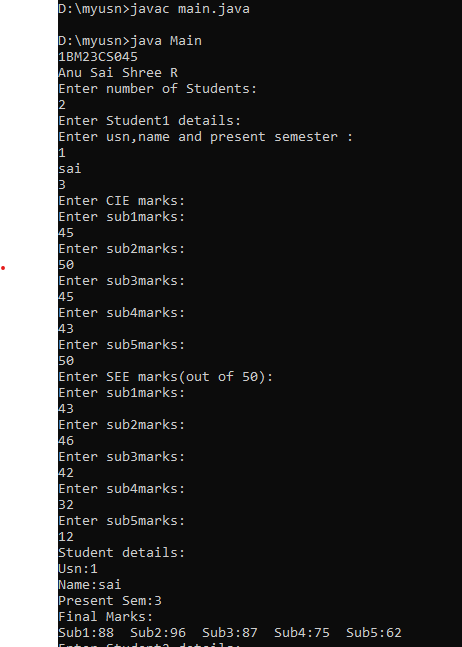 D:\myusn>javac main.java
D:\myusn>java Main
1BM23CS045
Anu Sai Shree R
Enter number of Students:
2
Enter Student1 details:
Enter usn,name and present semester :
1
sai
3
Enter CIE marks:
Enter sub1marks:
45
Enter sub2marks:
50
Enter sub3marks:
45
Enter sub4marks:
43
Enter sub5marks:
50
Enter SEE marks(out of 50):
Enter sub1marks:
43
Enter sub2marks:
46
Enter sub3marks:
42
Enter sub4marks:
32
Enter sub5marks:
12
Student details:
Usn:1
Name:sai
Present Sem:3
Final Marks:
Sub1:88  Sub2:96  Sub3:87  Sub4:75  Sub5:62
Enter Student2 details: